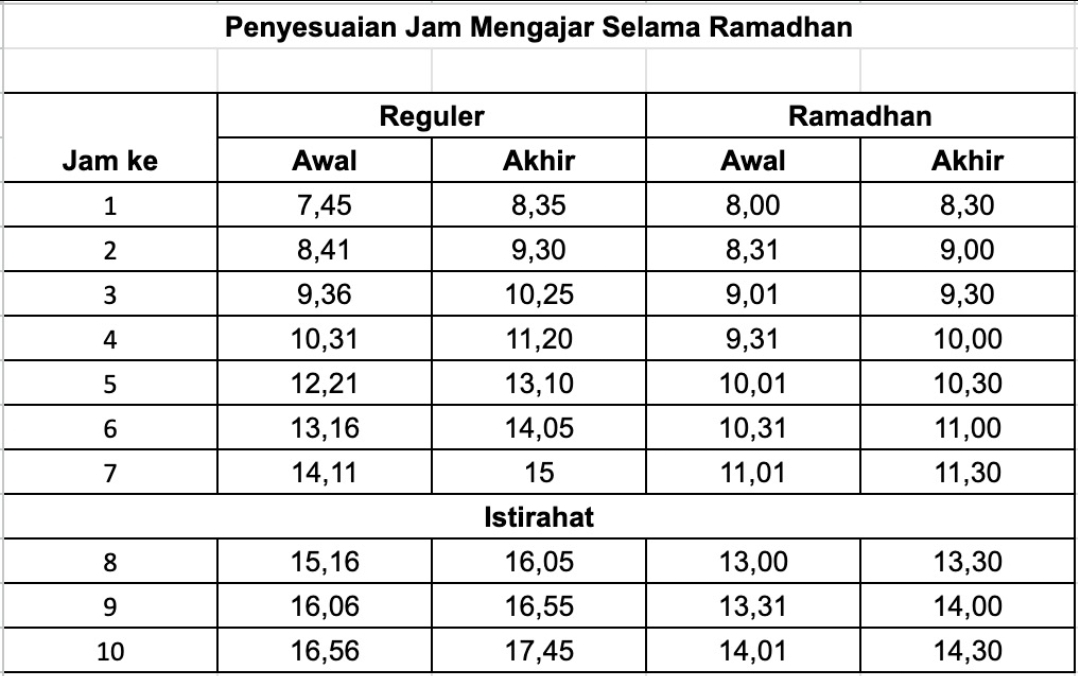 Penyesuaian Jam Mengajar Selama Ramadhan
Reguler Ramadhan
Jam ke Awal Akhir Awal Akhir
1 7,45 8,35 8,00 8,30
2 8,41 9,30 8,31 9,00
3 9,36 10,25 9,01 9,30
4 10,31 11,20 9,31 10,00
5 12,21 13,10 10,01 10,30
6 13,16 14,05 10,31 11,00
7 14,11 15 11,01 11,30
Istirahat
8 15,16 16,05 13,00 13,30
9 16,06 16,55 13,31 14,00
10 16,56 17,45 14,01 14,30